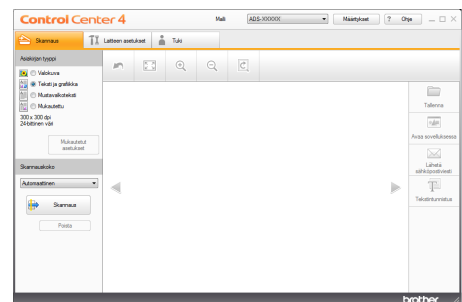 Control Center 4
Malli
ADS-XXXXX
Määritykset
? Ohje
Skannaus
Laitteen asetukset
Tuki
Asiakirjan tyyppi
Valokuva
Teksti ja grafiikka
Mustavalkoteksti
Mukautettu
300 x 300 dpi
24-bittinen väri
Mukautetut
asetukset
Skannauskoko
Automaattinen
Skannaus
Poista
Tallenna
Avaa sovelluksessa
Lähetä
sähköpostiviesti
Tekstintunnistus
brother